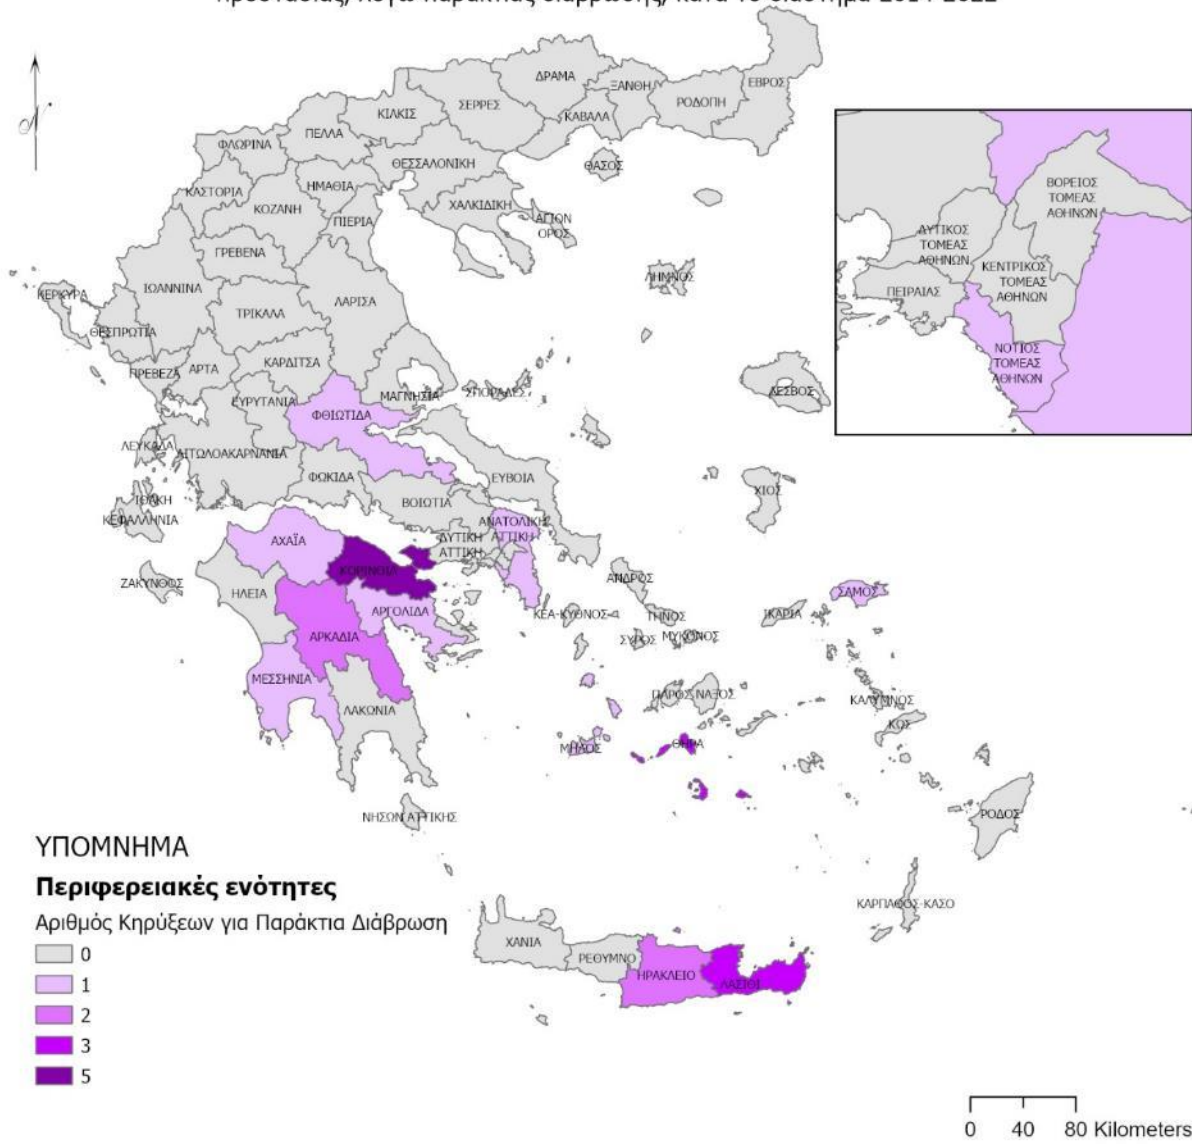 προστασίας, λόγω παράκτιας διάβρωσης, κατά το διάστημα 2014-2022
ΔΡΑΜΑ
ΞΑΝΘΗ
ΕΒΡΟΣ
ΡΟΔΟΠΗ
ΣΕΡΡΕΣ
ΚΙΛΚΙΣ
ΚΑΒΑΛΑ
ΠΕΛΛΑ
ΦΛΩΡΙΝΑ
ΘΕΣΣΑΛΟΝΙΚΗ
ΘΑΣΟΣ
ΚΑΣΤΟΡΙΑ
ΗΜΑΘΙΑ
ΚΟΖΑΝΗ
ΧΑΛΚΙΔΙΚΗ
ΠΙΕΡΙΑ
ΑΓΙΟΝ
ΟΡΟΣ
ΓΡΕΒΕΝΑ
ΛΗΜΝΟΣ
ΙΩΑΝΝΙΝΑ
ΚΕΡΚΥΡΑ
ΛΑΡΙΣΑ
ΤΡΙΚΑΛΑ
ΘΕΣΠΡΩΤΙΑ
ΚΑΡΔΙΤΣΑ
ΑΡΤΑ
ΠΡΕΒΕΖΑ
ΜΑΓΝΗΣΙΑ
ΣΠΟΡΑΔΕΣ
ΛΕΣΒΟΣ
ΕΥΡΥΤΑΝΙΑ
ΦΘΙΩΤΙΔΑ
ΛΕΥΚΑΔΑ
ΑΙΤΩΛΟΑΚΑΡΝΑΝΙΑ
ΦΩΚΙΔΑ
ΕΥΒΟΙΑ
ΧΙΟΣ
ΙΘΑΚΗ
ΒΟΙΩΤΙΑ
ΚΕΦΑΛΛΗΝΙΑ
ΑΝΑΤΟΛΙΚΗ
ΑΤΤΙΚΗ
ΔΥΤΙΚΗ
ΑΤΤΙΚΗ
ΑΧΑΪΑ
ΚΟΡΙΝΘΙΑ
ΖΑΚΥΝΘΟΣ
ΗΛΕΙΑ
ΑΝΔΡΟΣ
ΣΑΜΟΣ
ΑΡΓΟΛΙΔΑ
ΚΕΑ-ΚΥΘΝΟΣ
ΤΗΝΟΣ
ΙΚΑΡΙΑ
ΑΡΚΑΔΙΑ
ΣΥΡΟΣ
ΜΥΚΟΝΟΣ
ΜΕΣΣΗΝΙΑ
ΠΑΡΟΣ
ΝΑΞΟΣ
ΚΑΛΥΜΝΟΣ
ΛΑΚΩΝΙΑ
ΚΩΣ
ΜΗΛΟΣ
ΘΗΡΑ
ΝΗΣΩΝ ΑΤΤΙΚΗΣ
ΡΟΔΟΣ
ΚΑΡΠΑΘΟΣ-ΚΑΣΟ
ΧΑΝΙΑ
ΡΕΘΥΜΝΟ
ΗΡΑΚΛΕΙΟ
ΛΑΣΙΘΙ
ΒΟΡΕΙΟΣ
ΤΟΜΕΑΣ
ΑΘΗΝΩΝ
ΔΥΤΙΚΟΣ
ΤΟΜΕΑΣ
ΑΘΗΝΩΝ
ΚΕΝΤΡΙΚΟΣ
ΤΟΜΕΑΣ
ΑΘΗΝΩΝ
ΠΕΙΡΑΙΑΣ
ΝΟΤΙΟΣ
ΤΟΜΕΑΣ
ΑΘΗΝΩΝ
ΥΠΟΜΝΗΜΑ
Περιφερειακές ενότητες
Αριθμός Κηρύξεων για Παράκτια Διάβρωση
0
1
2
3
5
0 40 80 Kilometers